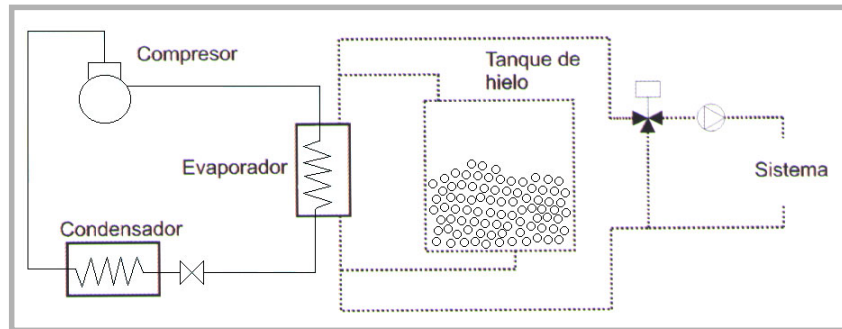 Compresor
Tanque de
hielo
Evaporador
Sistema
Condensador